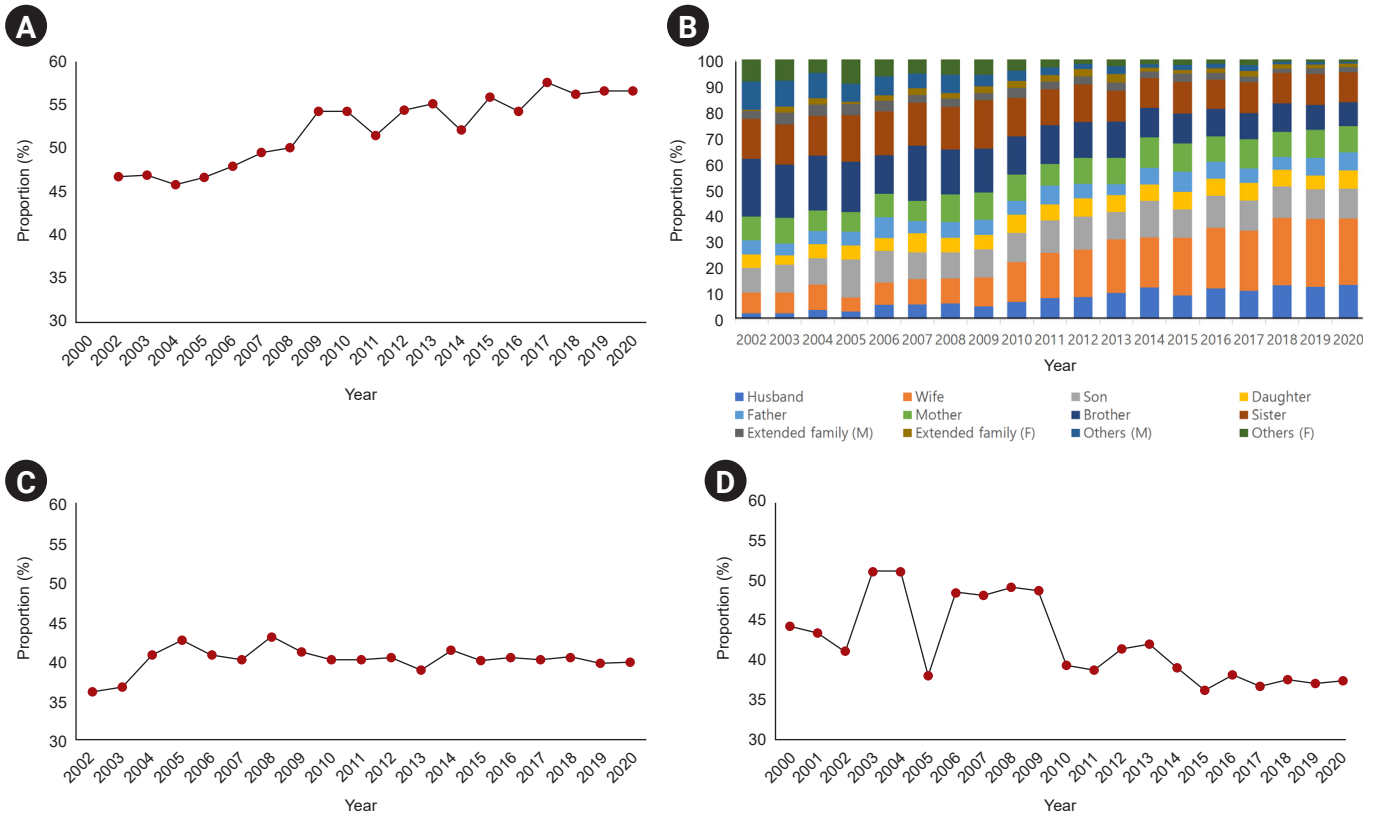 A
Proportion (%)
60
55
50
45
40
35
30
2000 2002 2003 2004 2005 2006 2007 2008 2009 2010 2011 2012 2013 2014 2015 2016 2017 2018 2019 2020
Year
B
Proportion (%)
100
90
80
70
60
50
40
30
20
10
0
2002 2003 2004 2005 2006 2007 2008 2009 2010 2011 2012 2013 2014 2015 2016 2017 2018 2019 2020
Year
Husband Wife Son Daughter
Father Mother Brother Sister
Extended family (M) Extended family (F) Others (M) Others (F)
C
Proportion (%)
60
55
50
45
40
35
30
2002 2003 2004 2005 2006 2007 2008 2009 2010 2011 2012 2013 2014 2015 2016 2017 2018 2019 2020
Year
D
Proportion (%)
60
55
50
45
40
35
30
2000 2001 2002 2003 2004 2005 2006 2007 2008 2009 2010 2011 2012 2013 2014 2015 2016 2017 2018 2019 2020
Year